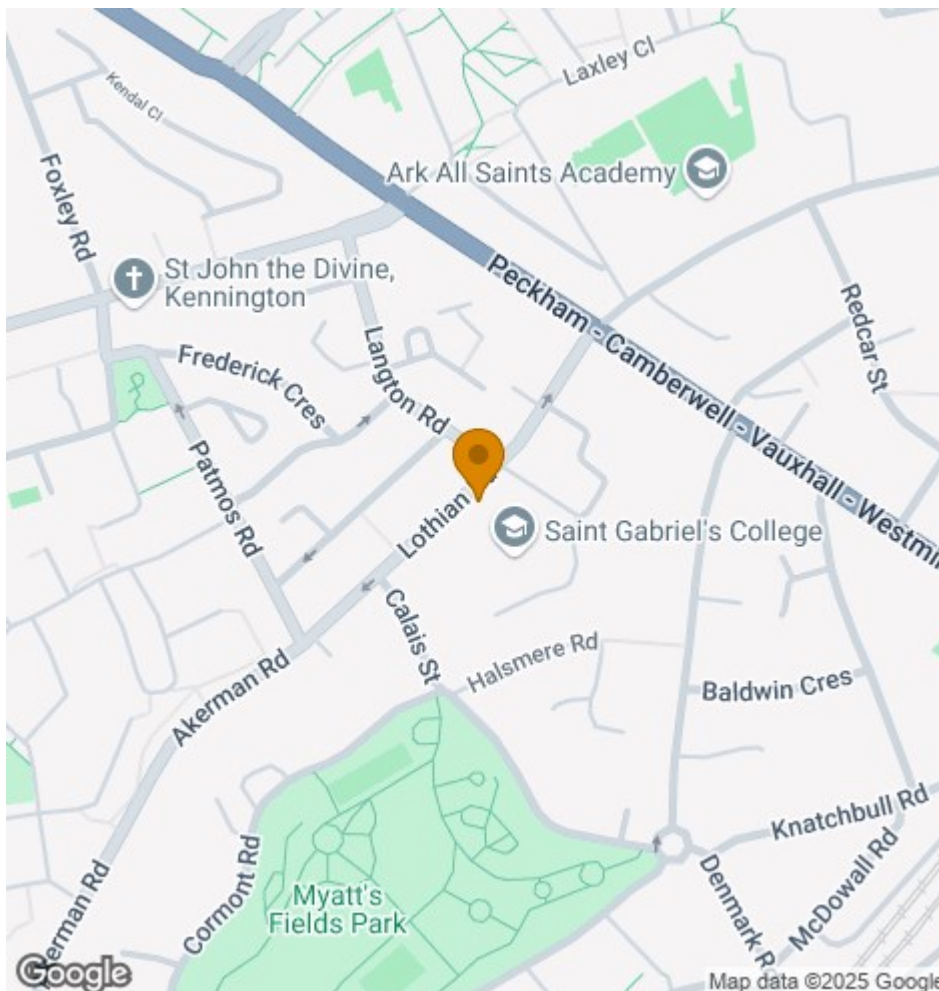 Laxley Cl
Kendal Cl
Ark All Saints Academy
Foxley Rd
St John the Divine,
Kennington
Peckham - Camberwell - Vauxhall - Westmin
Redcar St
Langton Rd
Frederick Cres
Patmos Rd
Lothian
Saint Gabriel's College
Calais St
Halsmere Rd
Akerman Rd
Baldwin Cres
Knatchbull Rd
McDowall Rd
Denmark R
Cormont Rd
Myatt's
Fields Park
Akerman Rd
Google
Map data ©2025 Google